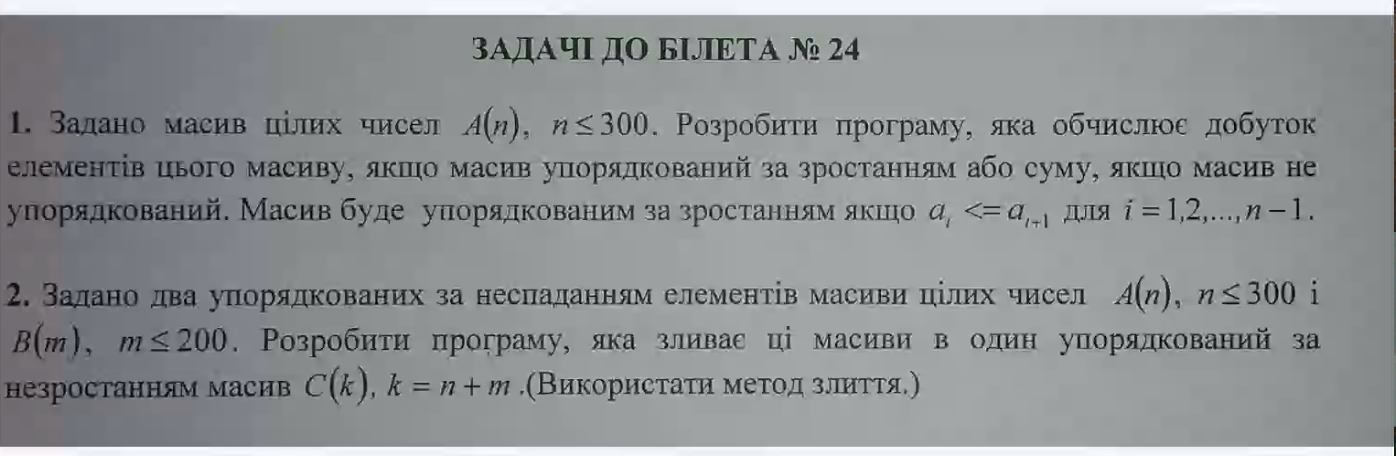 ЗАДАЧІ ДО БІЛЕТА № 24
1. Задано масив цілих чисел A(n), n ≤ 300. Розробити програму, яка обчислює добуток
елементів цього масиву, якщо масив упорядкований за зростанням або суму, якщо масив не
упорядкований. Масив буде упорядкованим за зростанням якщо a_i <= a_{i+1} для i = 1,2,...,n − 1.
2. Задано два упорядкованих за неспаданням елементів масиви цілих чисел A(n), n ≤ 300 і
B(m), m ≤ 200. Розробити програму, яка зливає ці масиви в один упорядкований за
незростанням масив C(k), k = n + m .(Використати метод злиття.)